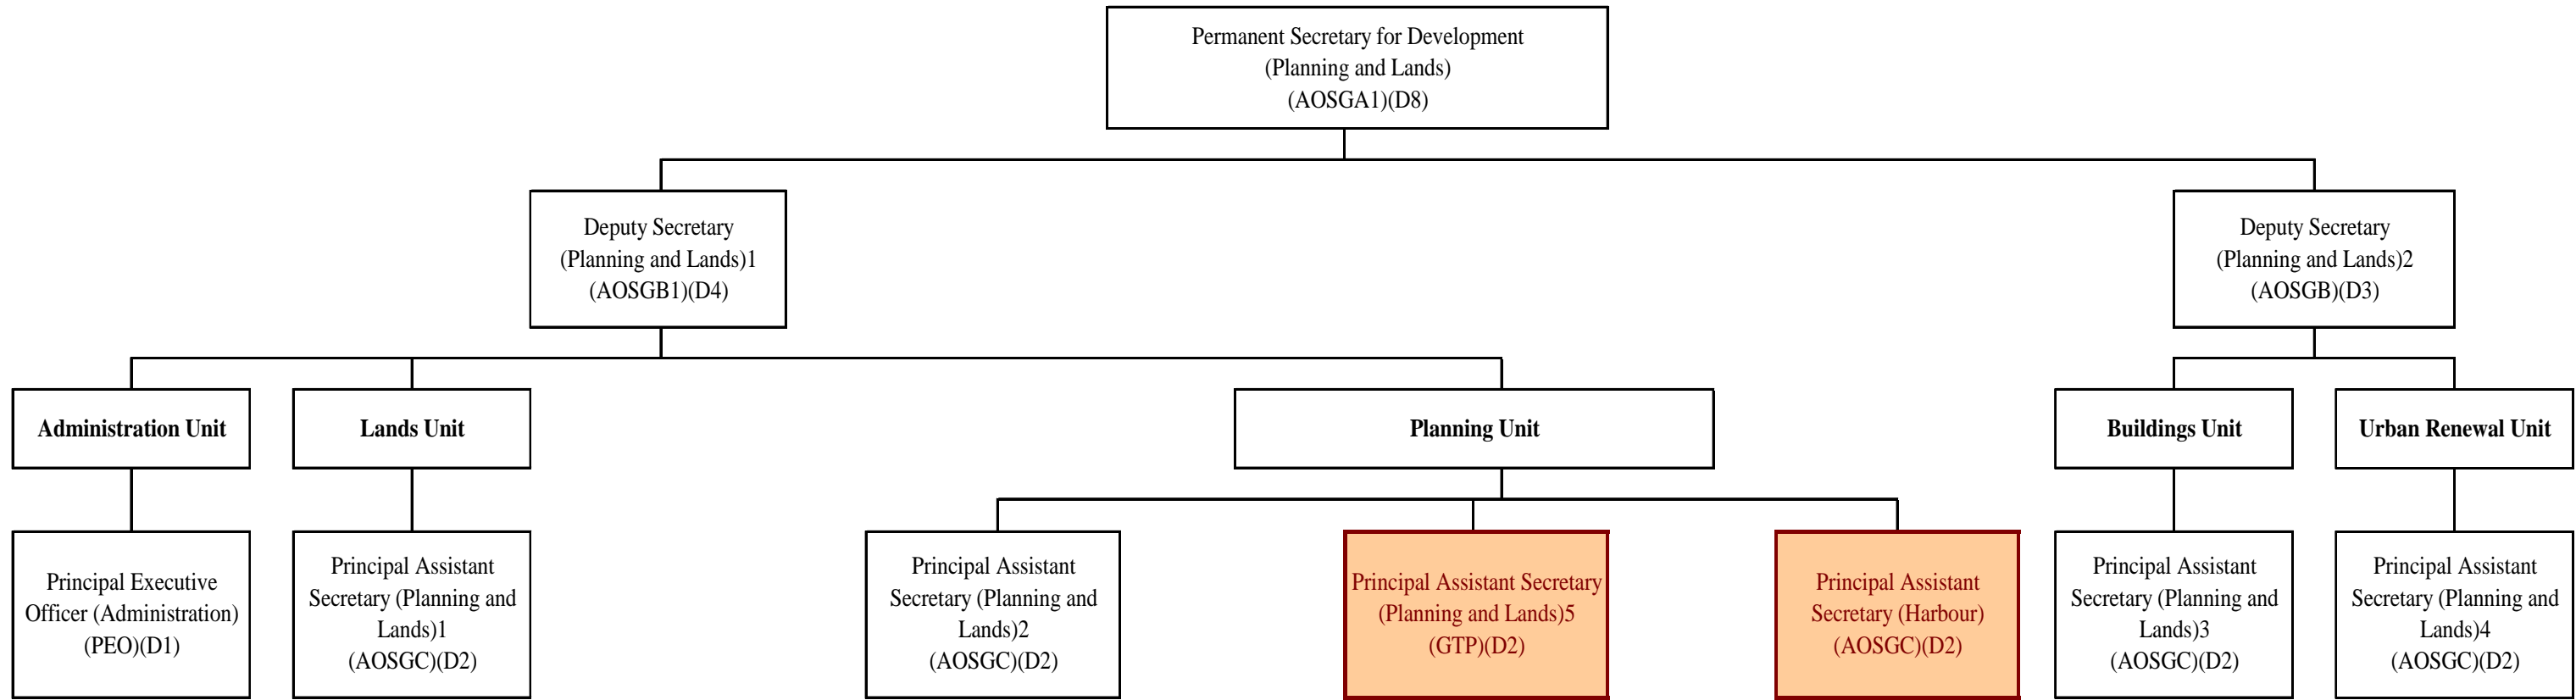 Permanent Secretary for Development
(Planning and Lands)
(AOSGA1)(D8)
Deputy Secretary
(Planning and Lands)1
(AOSGB1)(D4)
Deputy Secretary
(Planning and Lands)2
(AOSGB)(D3)
Administration Unit
Lands Unit
Planning Unit
Buildings Unit
Urban Renewal Unit
Principal Executive
Officer (Administration)
(PEO)(D1)
Principal Assistant
Secretary (Planning and
Lands)1
(AOSGC)(D2)
Principal Assistant
Secretary (Planning and
Lands)2
(AOSGC)(D2)
Principal Assistant Secretary
(Planning and Lands)5
(GTP)(D2)
Principal Assistant
Secretary (Harbour)
(AOSGC)(D2)
Principal Assistant
Secretary (Planning and
Lands)3
(AOSGC)(D2)
Principal Assistant
Secretary (Planning and
Lands)4
(AOSGC)(D2)